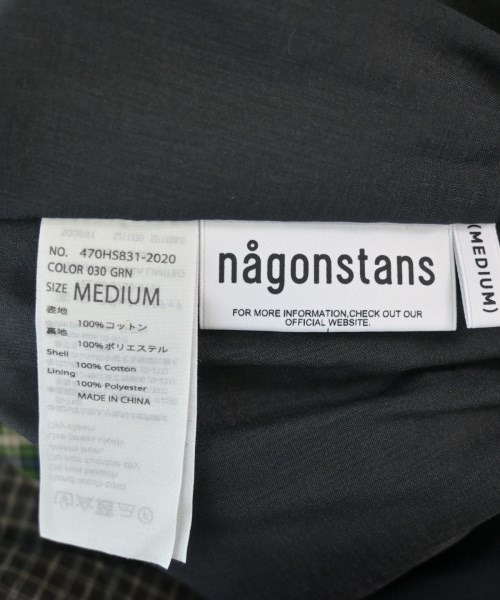 NO. 470HS831-2020
COLOR 030 GRN
SIZE MEDIUM
表地
100%コットン
裏地
100%ポリエステル
Shell
100% Cotton
Lining
100% Polyester
MADE IN CHINA
någonstans
FOR MORE INFORMATION,CHECK OUT OUR
OFFICIAL WEBSITE.
(MEDIUM)